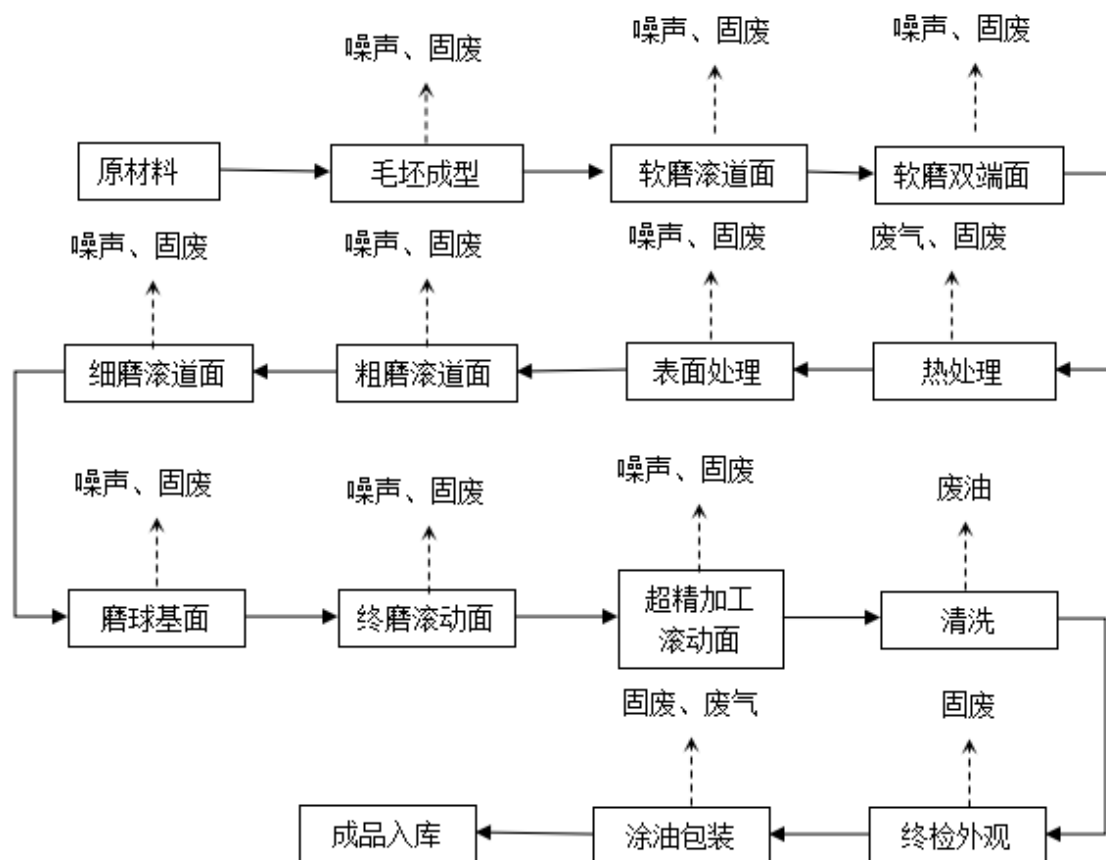 噪声、固废
噪声、固废
噪声、固废
原材料
毛坯成型
软磨滚道面
软磨双端面
噪声、固废
噪声、固废
噪声、固废
废气、固废
细磨滚道面
粗磨滚道面
表面处理
热处理
噪声、固废
噪声、固废
噪声、固废
废油
磨球基面
终磨滚动面
超精加工
滚动面
清洗
固废、废气
固废
成品入库
涂油包装
终检外观